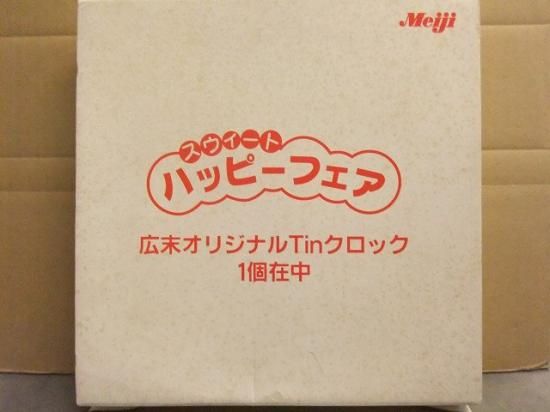 Meiji
スウィート
ハッピーフェア
広末オリジナルTinクロック
1個在中